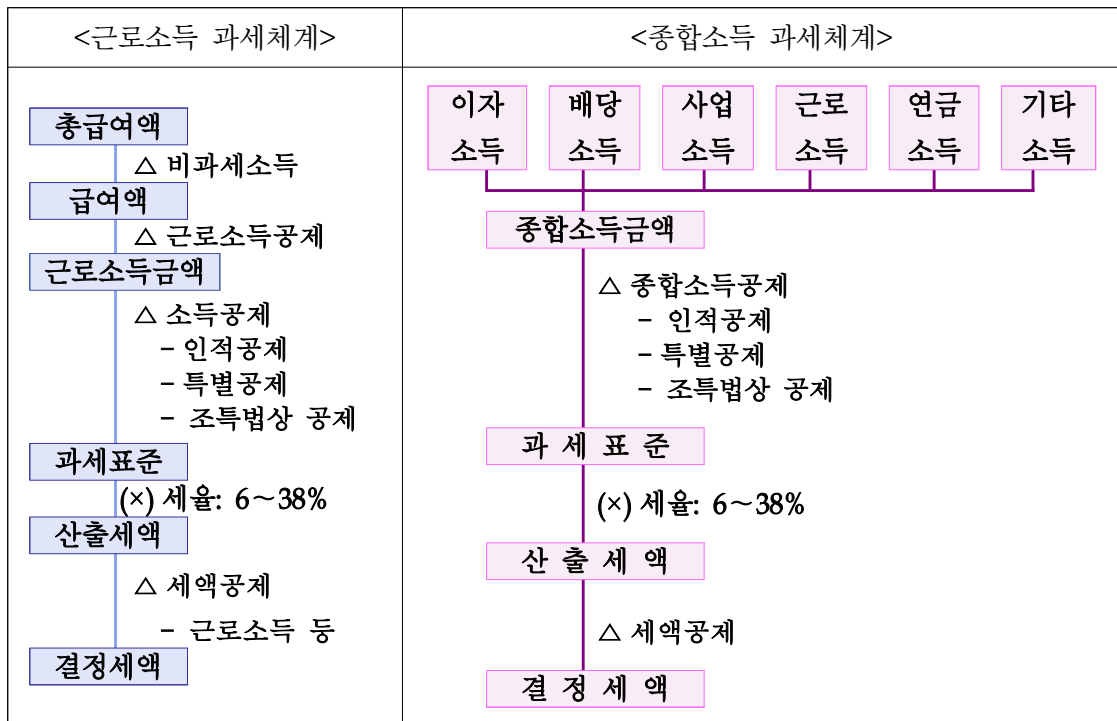 <근로소득 과세체계>
총급여액
△ 비과세소득
급여액
△ 근로소득공제
근로소득금액
△ 소득공제
- 인적공제
- 특별공제
- 조특법상 공제
과세표준
(×) 세율: 6~38%
산출세액
△ 세액공제
- 근로소득 등
결정세액
<종합소득 과세체계>
이자 소득
배당 소득
사업 소득
근로 소득
연금 소득
기타 소득
종합소득금액
△ 종합소득공제
- 인적공제
- 특별공제
- 조특법상 공제
과 세 표 준
(×) 세율: 6~38%
산 출 세 액
△ 세액공제
결 정 세 액